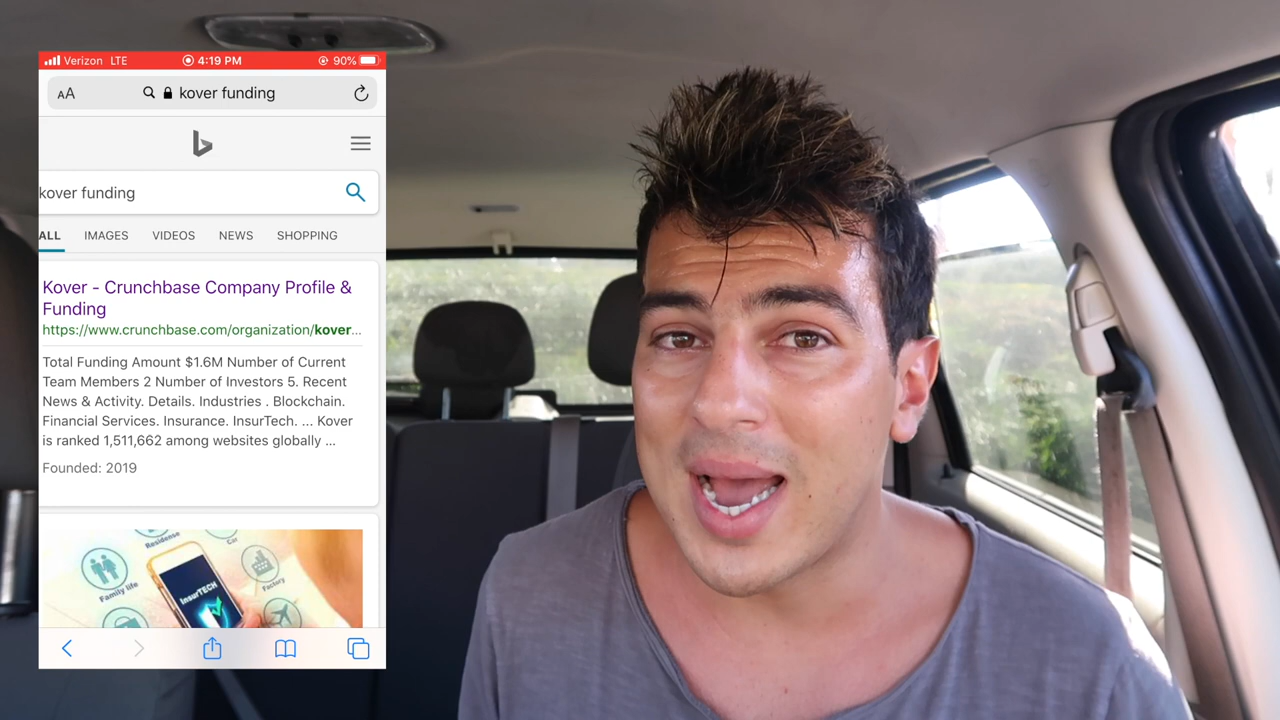 Verizon LTE 4:19 PM 90%
AA kover funding
kover funding
ALL IMAGES VIDEOS NEWS SHOPPING
Kover - Crunchbase Company Profile &
Funding
https://www.crunchbase.com/organization/kover...
Total Funding Amount $1.6M Number of Current
Team Members 2 Number of Investors 5. Recent
News & Activity. Details. Industries . Blockchain.
Financial Services. Insurance. InsurTech. ... Kover
is ranked 1,511,662 among websites globally ...
Founded: 2019
Residense
Car
Family life
InsurTECH
Factory